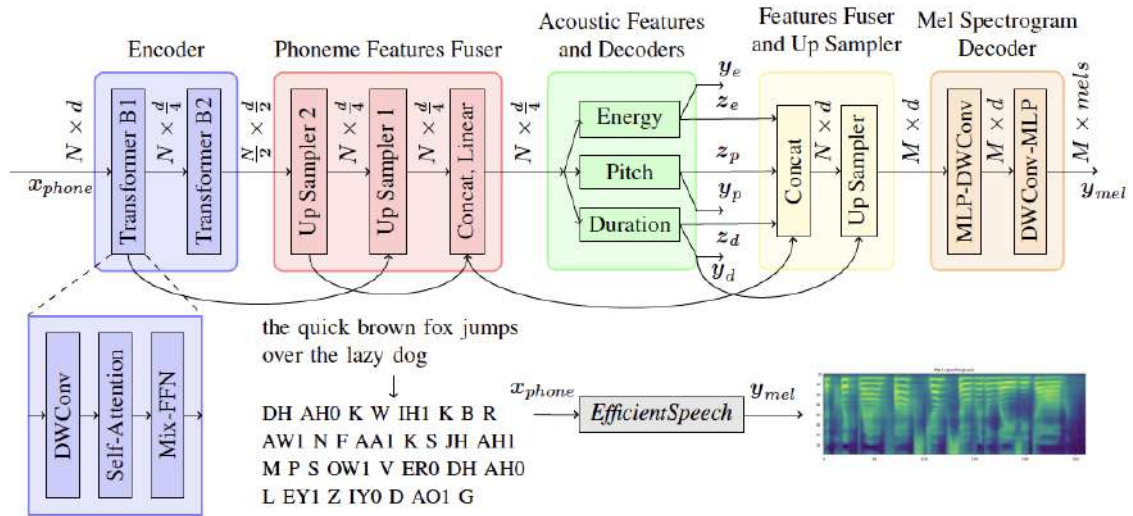 Encoder
Phoneme Features Fuser
Acoustic Features
and Decoders
Features Fuser
and Up Sampler
Mel Spectrogram
Decoder
N × d
x_phone
Transformer B1
N × d/4
Transformer B2
N/2 × d/2
Up Sampler 2
N × d/4
Up Sampler 1
N × d/4
Concat, Linear
N × d/4
Energy
Pitch
Duration
y_e
z_e
z_p
y_p
z_d
y_d
Concat
N × d
Up Sampler
M × d
MLP-DWConv
M × d
DWConv-MLP
M × mels
y_mel
DWConv
Self-Attention
Mix-FFN
the quick brown fox jumps
over the lazy dog
DH AH0 K W IH1 K B R
AW1 N F AA1 K S JH AH1
M P S OW1 V ER0 DH AH0
L EY1 Z IY0 D AO1 G
x_phone
EfficientSpeech
y_mel